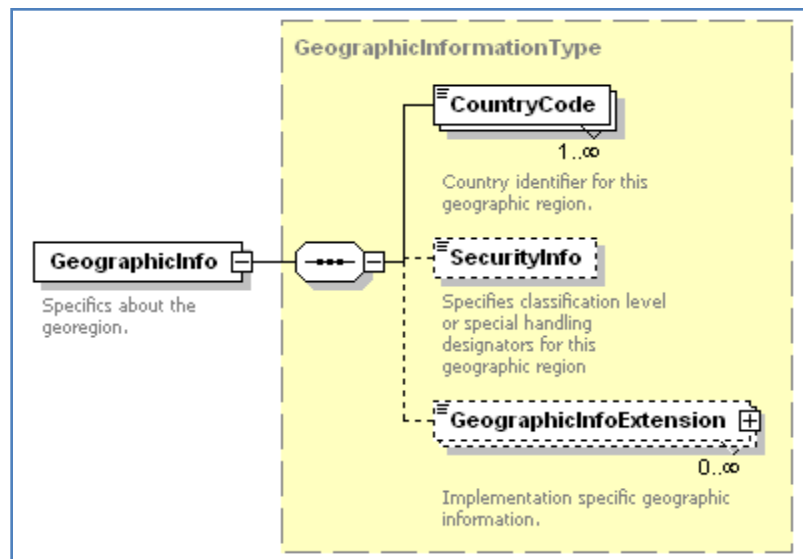 GeographicInformationType
CountryCode
1..∞
Country identifier for this
geographic region.
GeographicInfo
Specifics about the
georegion.
SecurityInfo
Specifies classification level
or special handling
designators for this
geographic region
GeographicInfoExtension
0..∞
Implementation specific geographic
information.